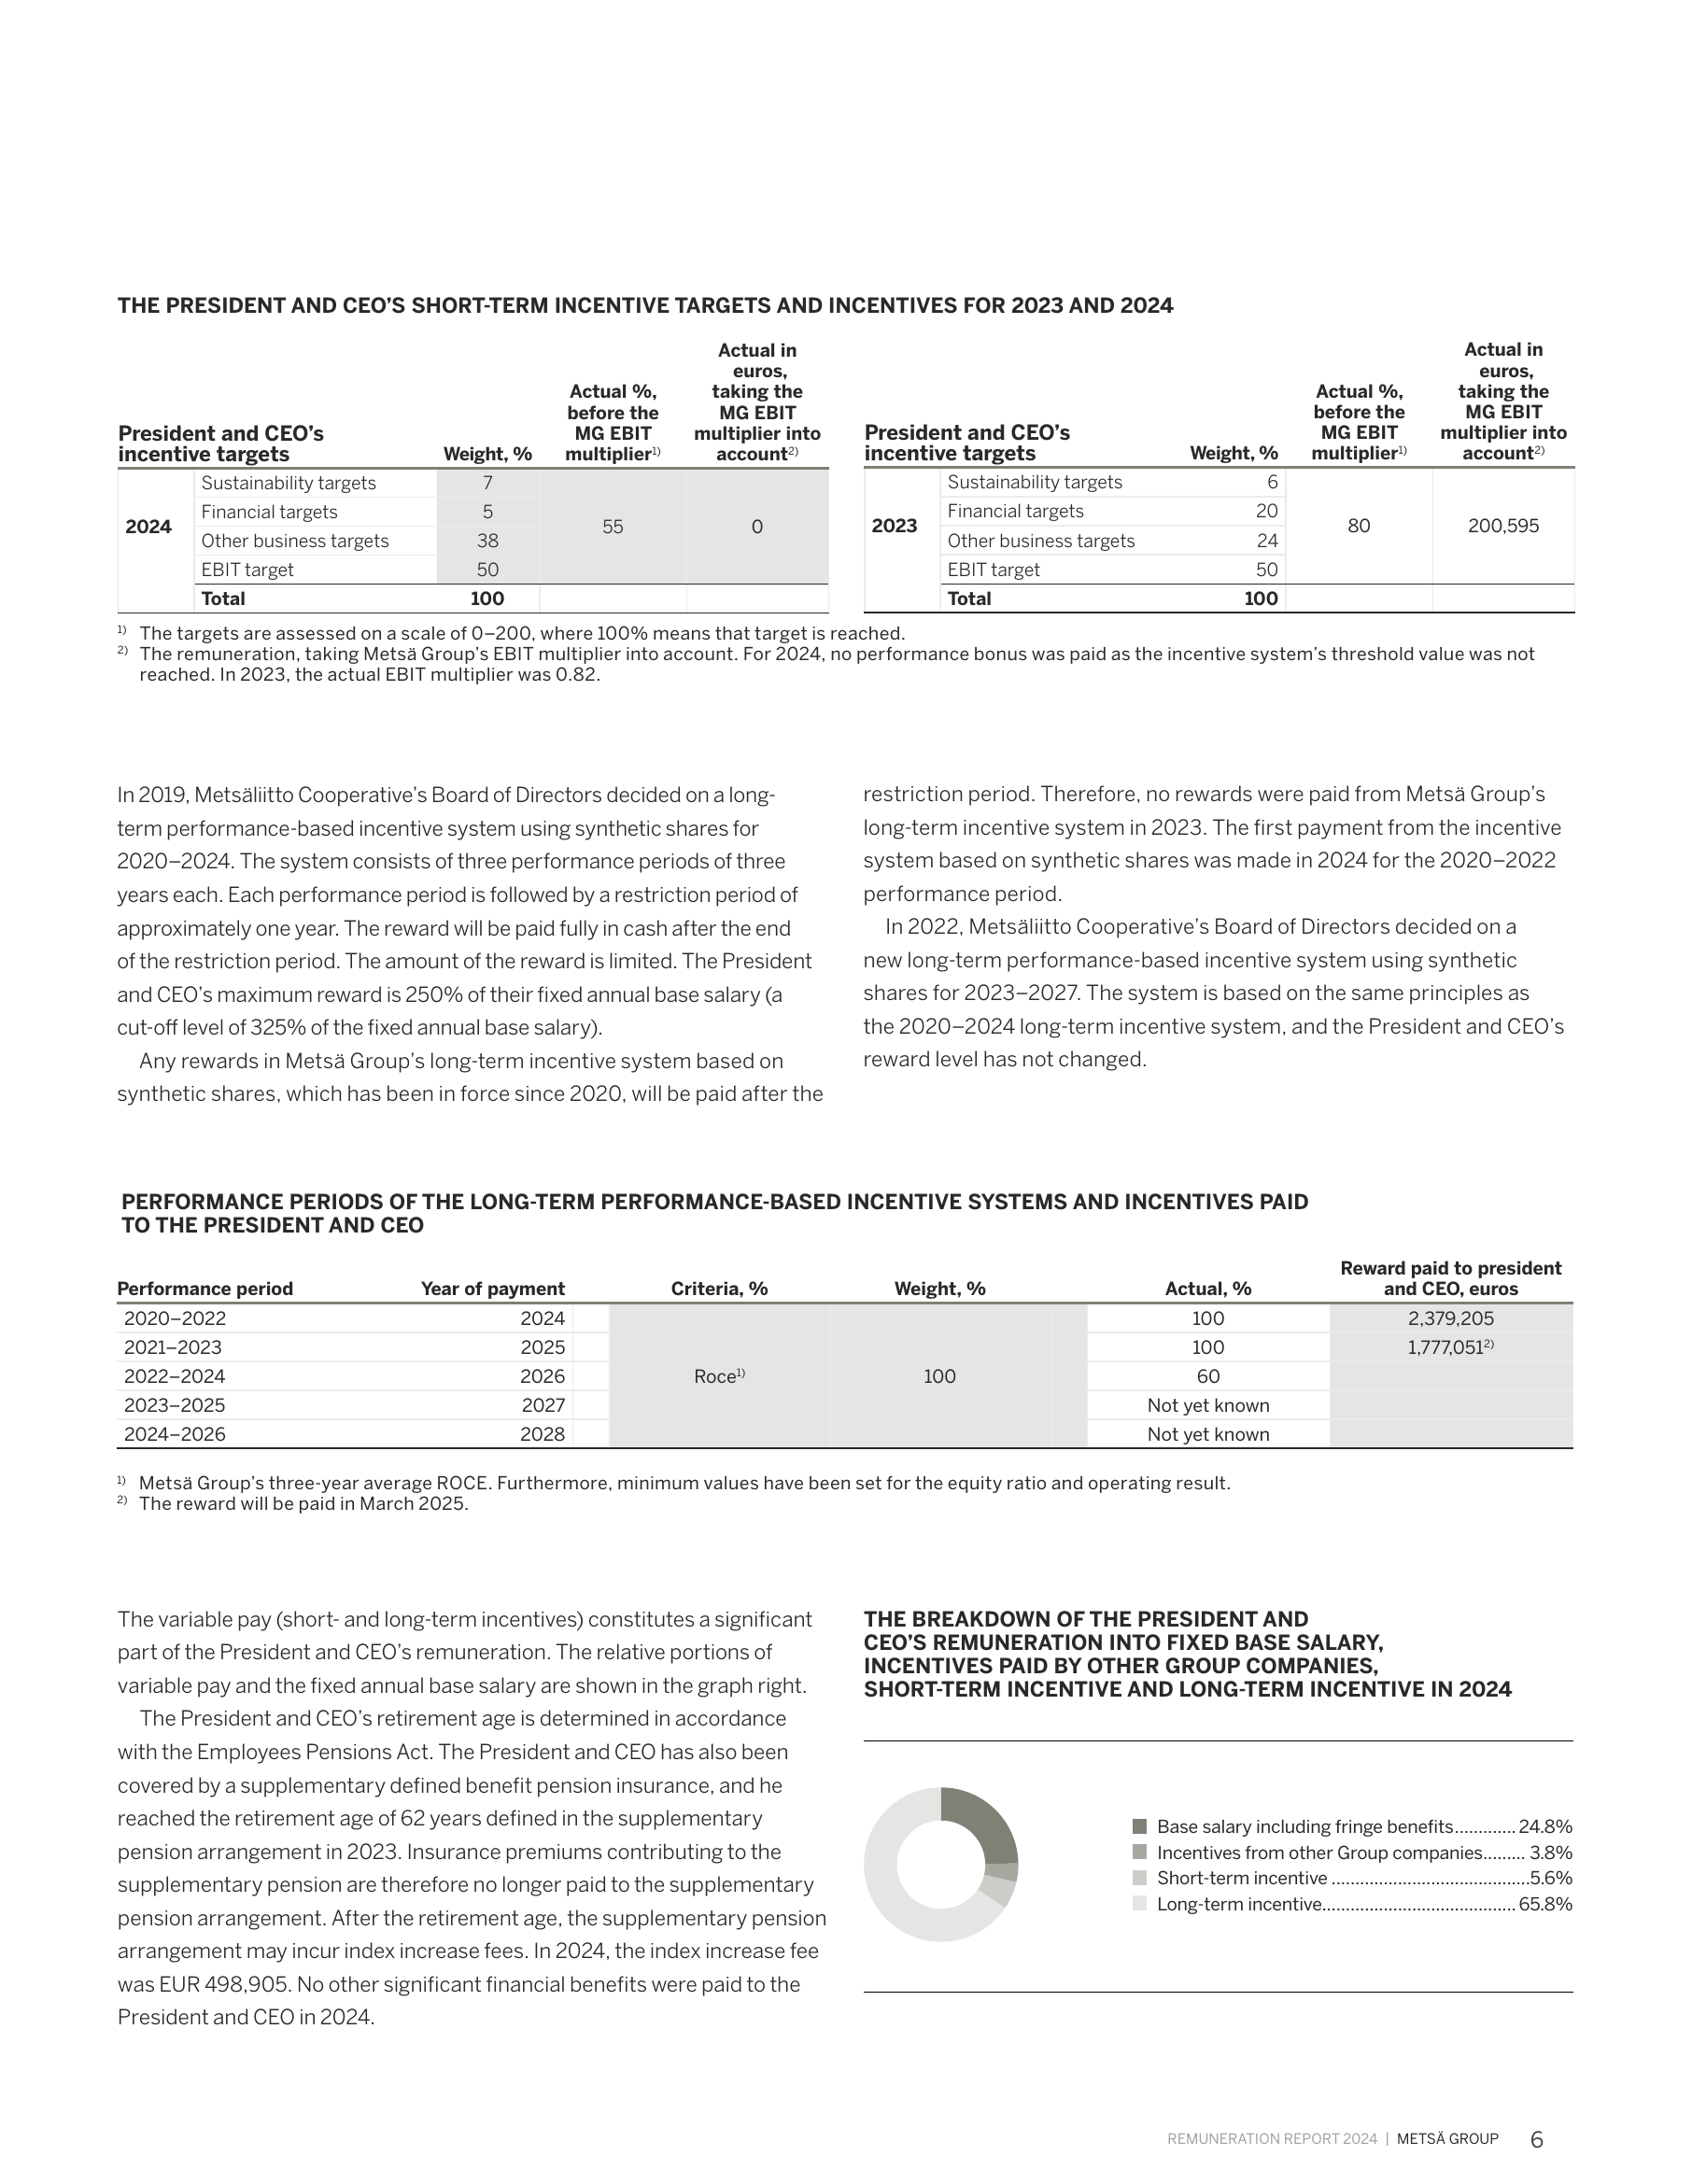 THE PRESIDENT AND CEO’S SHORT-TERM INCENTIVE TARGETS AND INCENTIVES FOR 2023 AND 2024
President and CEO’s incentive targets Weight, % Actual %, before the MG EBIT multiplier1) Actual in euros, taking the MG EBIT multiplier into account2)
2024
Sustainability targets 7
Financial targets 5
Other business targets 38
EBIT target 50
55 0
Total 100
President and CEO’s incentive targets Weight, % Actual %, before the MG EBIT multiplier1) Actual in euros, taking the MG EBIT multiplier into account2)
2023
Sustainability targets 6
Financial targets 20
Other business targets 24
EBIT target 50
80 200,595
Total 100
1) The targets are assessed on a scale of 0–200, where 100% means that target is reached.
2) The remuneration, taking Metsä Group’s EBIT multiplier into account. For 2024, no performance bonus was paid as the incentive system’s threshold value was not
reached. In 2023, the actual EBIT multiplier was 0.82.
In 2019, Metsäliitto Cooperative’s Board of Directors decided on a long-
term performance-based incentive system using synthetic shares for
2020–2024. The system consists of three performance periods of three
years each. Each performance period is followed by a restriction period of
approximately one year. The reward will be paid fully in cash after the end
of the restriction period. The amount of the reward is limited. The President
and CEO’s maximum reward is 250% of their fixed annual base salary (a
cut-off level of 325% of the fixed annual base salary).
Any rewards in Metsä Group’s long-term incentive system based on
synthetic shares, which has been in force since 2020, will be paid after the
restriction period. Therefore, no rewards were paid from Metsä Group’s
long-term incentive system in 2023. The first payment from the incentive
system based on synthetic shares was made in 2024 for the 2020–2022
performance period.
In 2022, Metsäliitto Cooperative’s Board of Directors decided on a
new long-term performance-based incentive system using synthetic
shares for 2023–2027. The system is based on the same principles as
the 2020–2024 long-term incentive system, and the President and CEO’s
reward level has not changed.
PERFORMANCE PERIODS OF THE LONG-TERM PERFORMANCE-BASED INCENTIVE SYSTEMS AND INCENTIVES PAID
TO THE PRESIDENT AND CEO
Performance period Year of payment Criteria, % Weight, % Actual, % Reward paid to president and CEO, euros
2020–2022 2024 100 2,379,205
2021–2023 2025 100 1,777,0512)
2022–2024 2026 Roce1) 100 60
2023–2025 2027 Not yet known
2024–2026 2028 Not yet known
1) Metsä Group’s three-year average ROCE. Furthermore, minimum values have been set for the equity ratio and operating result.
2) The reward will be paid in March 2025.
The variable pay (short- and long-term incentives) constitutes a significant
part of the President and CEO’s remuneration. The relative portions of
variable pay and the fixed annual base salary are shown in the graph right.
The President and CEO’s retirement age is determined in accordance
with the Employees Pensions Act. The President and CEO has also been
covered by a supplementary defined benefit pension insurance, and he
reached the retirement age of 62 years defined in the supplementary
pension arrangement in 2023. Insurance premiums contributing to the
supplementary pension are therefore no longer paid to the supplementary
pension arrangement. After the retirement age, the supplementary pension
arrangement may incur index increase fees. In 2024, the index increase fee
was EUR 498,905. No other significant financial benefits were paid to the
President and CEO in 2024.
THE BREAKDOWN OF THE PRESIDENT AND
CEO’S REMUNERATION INTO FIXED BASE SALARY,
INCENTIVES PAID BY OTHER GROUP COMPANIES,
SHORT-TERM INCENTIVE AND LONG-TERM INCENTIVE IN 2024
Base salary including fringe benefits............. 24.8%
Incentives from other Group companies......... 3.8%
Short-term incentive ..........................................5.6%
Long-term incentive......................................... 65.8%
REMUNERATION REPORT 2024 | METSÄ GROUP 6